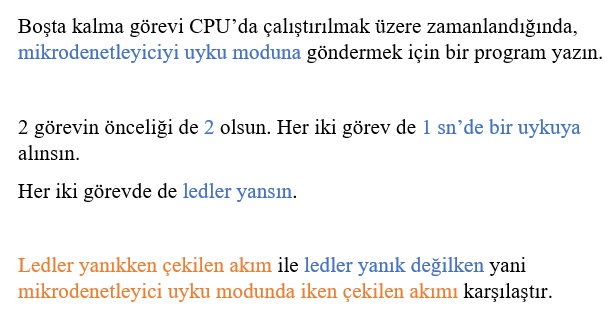 Boşta kalma görevi CPU’da çalıştırılmak üzere zamanlandığında,
mikrodenetleyiciyi uyku moduna göndermek için bir program yazın.
2 görevin önceliği de 2 olsun. Her iki görev de 1 sn’de bir uykuya
alınsın.
Her iki görevde de ledler yansın.
Ledler yanıkken çekilen akım ile ledler yanık değilken yani
mikrodenetleyici uyku modunda iken çekilen akımı karşılaştır.